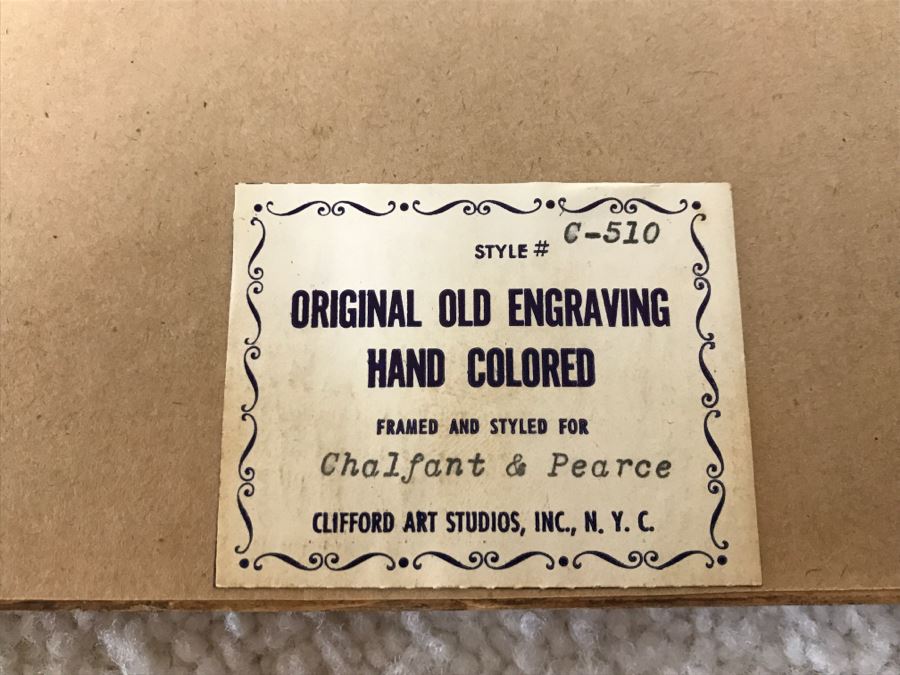 STYLE # C-510
ORIGINAL OLD ENGRAVING
HAND COLORED
FRAMED AND STYLED FOR
Chalfant & Pearce
CLIFFORD ART STUDIOS, INC., N. Y. C.